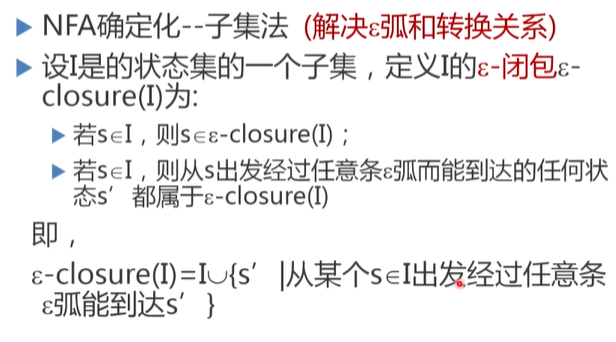 NFA确定化--子集法 (解决ε弧和转换关系)
设I是的状态集的一个子集，定义I的ε-闭包ε-
closure(I)为:
若s∈I，则s∈ε-closure(I)；
若s∈I，则从s出发经过任意条ε弧而能到达的任何状
态s’都属于ε-closure(I)
即，
ε-closure(I)=I∪{s’|从某个s∈I出发经过任意条
ε弧能到达s’}